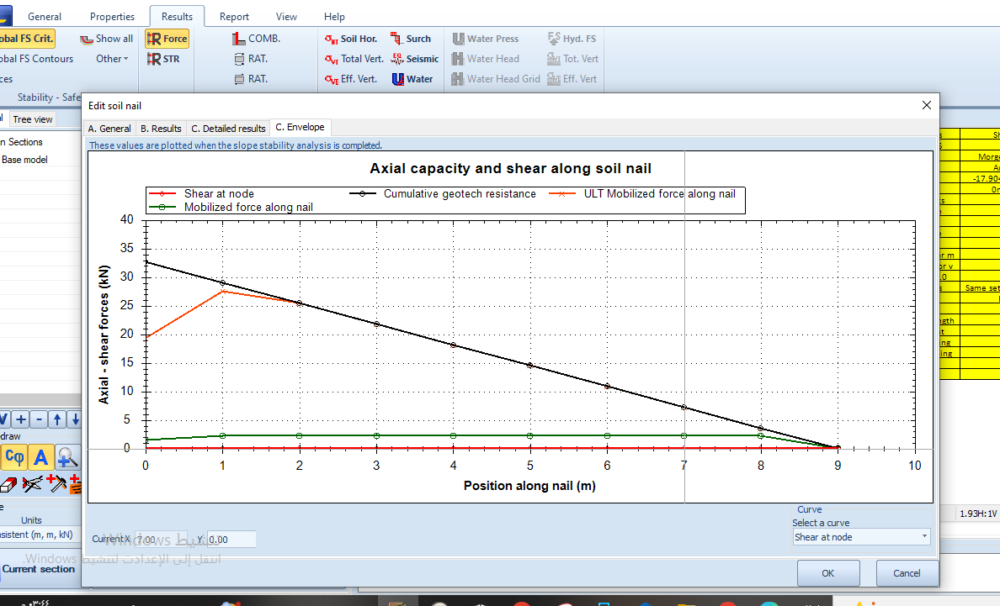 General Properties Results Report View Help
obal FS Crit. Show all Force COMB. Soil Hor. Surch Water Press Hyd. FS
obal FS Contours Other STR RAT. Total Vert. Seismic Water Head Tot. Vert
ces RAT. Eff. Vert. Water Water Head Grid Eff. Vert
Stability - Safe
Tree view
n Sections
Base model
Edit soil nail
A. General B. Results C. Detailed results C. Envelope
These values are plotted when the slope stability analysis is completed.
Axial capacity and shear along soil nail
Shear at node Cumulative geotech resistance ULT Mobilized force along nail
Mobilized force along nail
40
35
30
25
20
15
10
5
0
Axial - shear forces (kN)
0 1 2 3 4 5 6 7 8 9 10
Position along nail (m)
Curve
Select a curve
Shear at node
Current X 7.00 Y 0.00
تنشيط Windows
انتقل إلى الإعدادت لتنشيط Windows.
OK Cancel
draw
Cφ A
Units
nsistent (m, m, kN)
Current section
Sh
Morge
-17.904
Same set
1.93H:1V